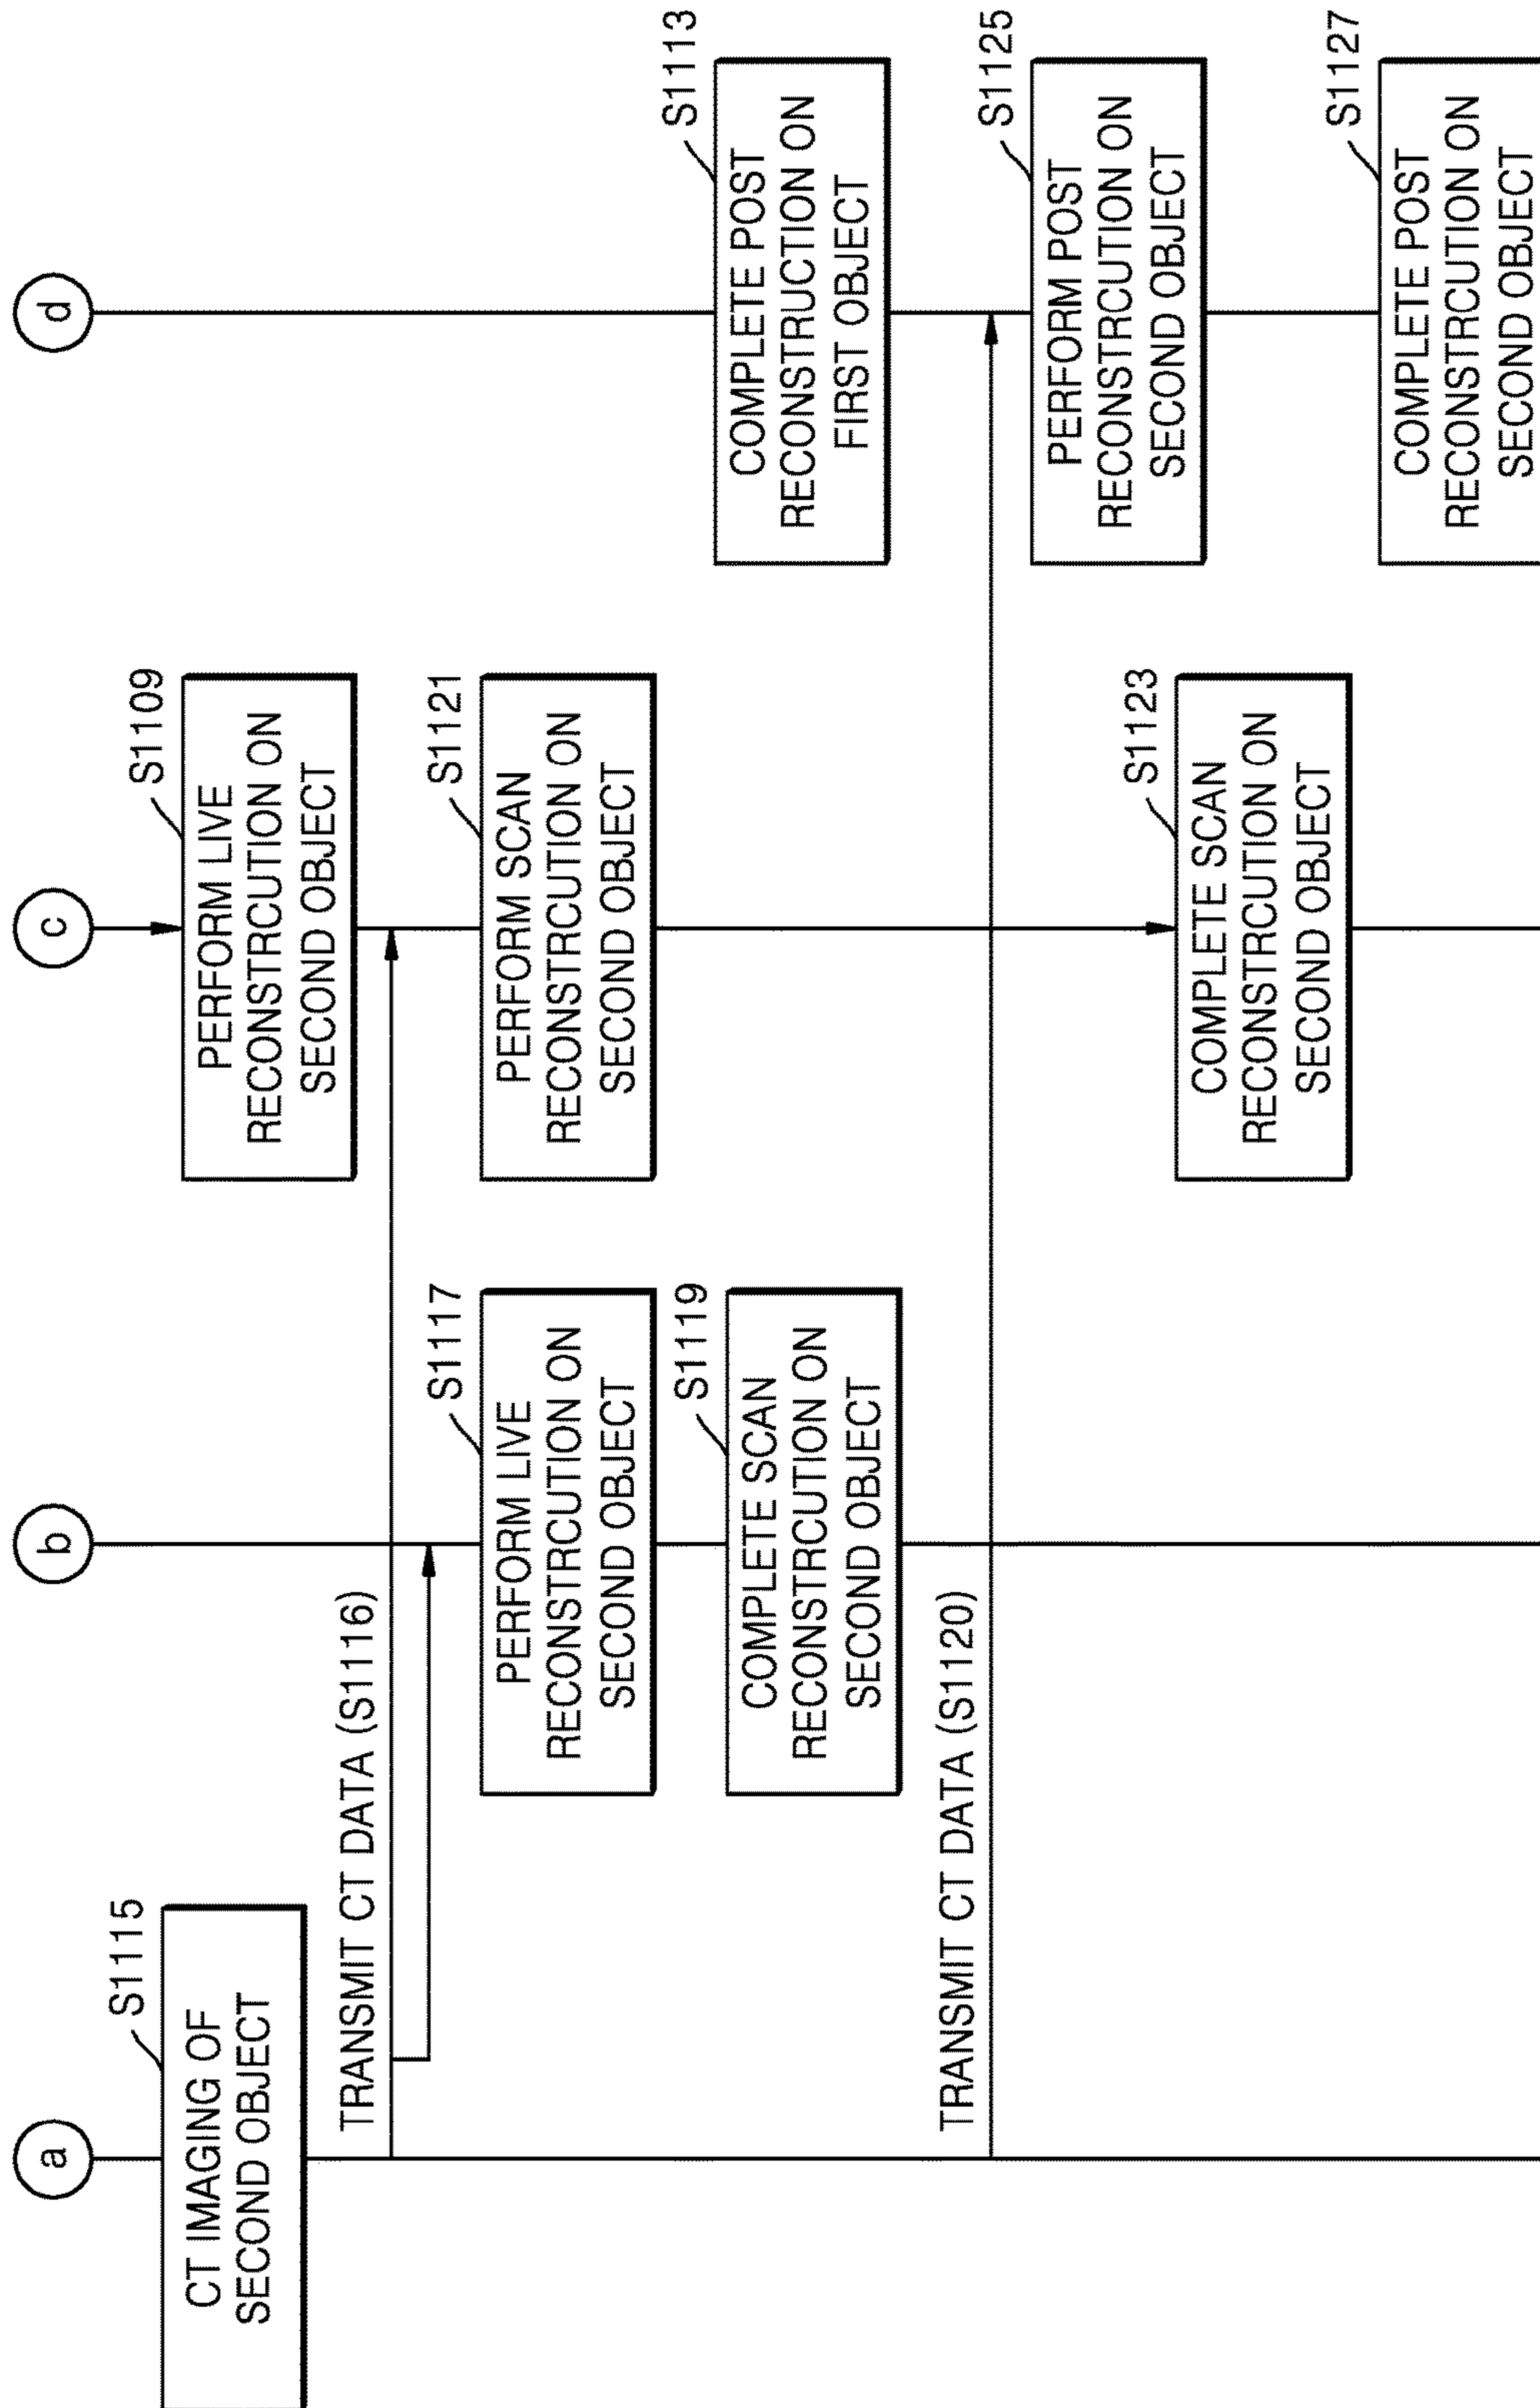 a
b
c
d
S1115
CT IMAGING OF
SECOND OBJECT
S1109
PERFORM LIVE
RECONSTRCUTION ON
SECOND OBJECT
TRANSMIT CT DATA (S1116)
S1117
PERFORM LIVE
RECONSTRCUTION ON
SECOND OBJECT
S1121
PERFORM SCAN
RECONSTRCUTION ON
SECOND OBJECT
S1119
COMPLETE SCAN
RECONSTRCUTION ON
SECOND OBJECT
S1113
COMPLETE POST
RECONSTRUCTION ON
FIRST OBJECT
TRANSMIT CT DATA (S1120)
S1125
PERFORM POST
RECONSTRCUTION ON
SECOND OBJECT
S1123
COMPLETE SCAN
RECONSTRCUTION ON
SECOND OBJECT
S1127
COMPLETE POST
RECONSTRCUTION ON
SECOND OBJECT